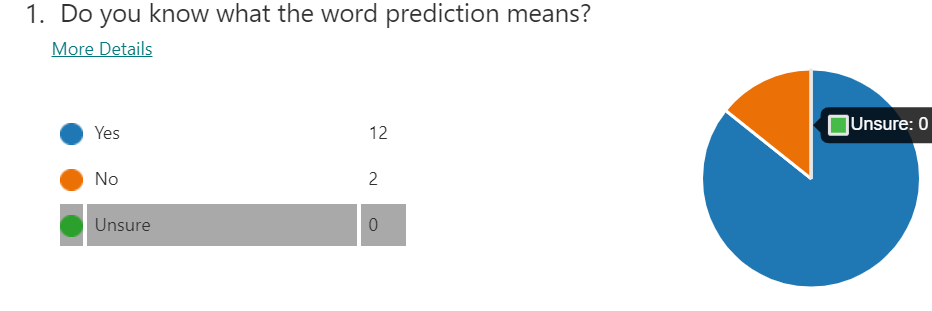 1. Do you know what the word prediction means?
More Details
Yes 12
No 2
Unsure 0
Unsure: 0